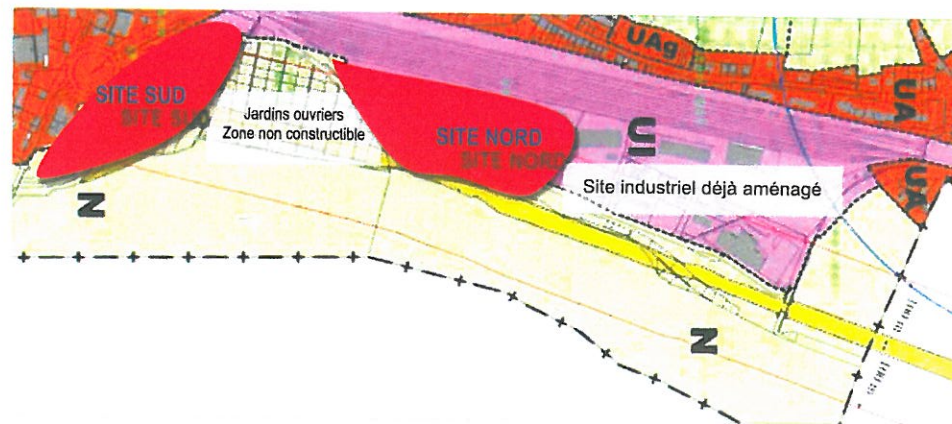 UAg
SITE SUD
SITE SUD
Jardins ouvriers
Zone non constructible
SITE NORD
SITE NORD
UI
UA
Site industriel déjà aménagé
UA
N
N